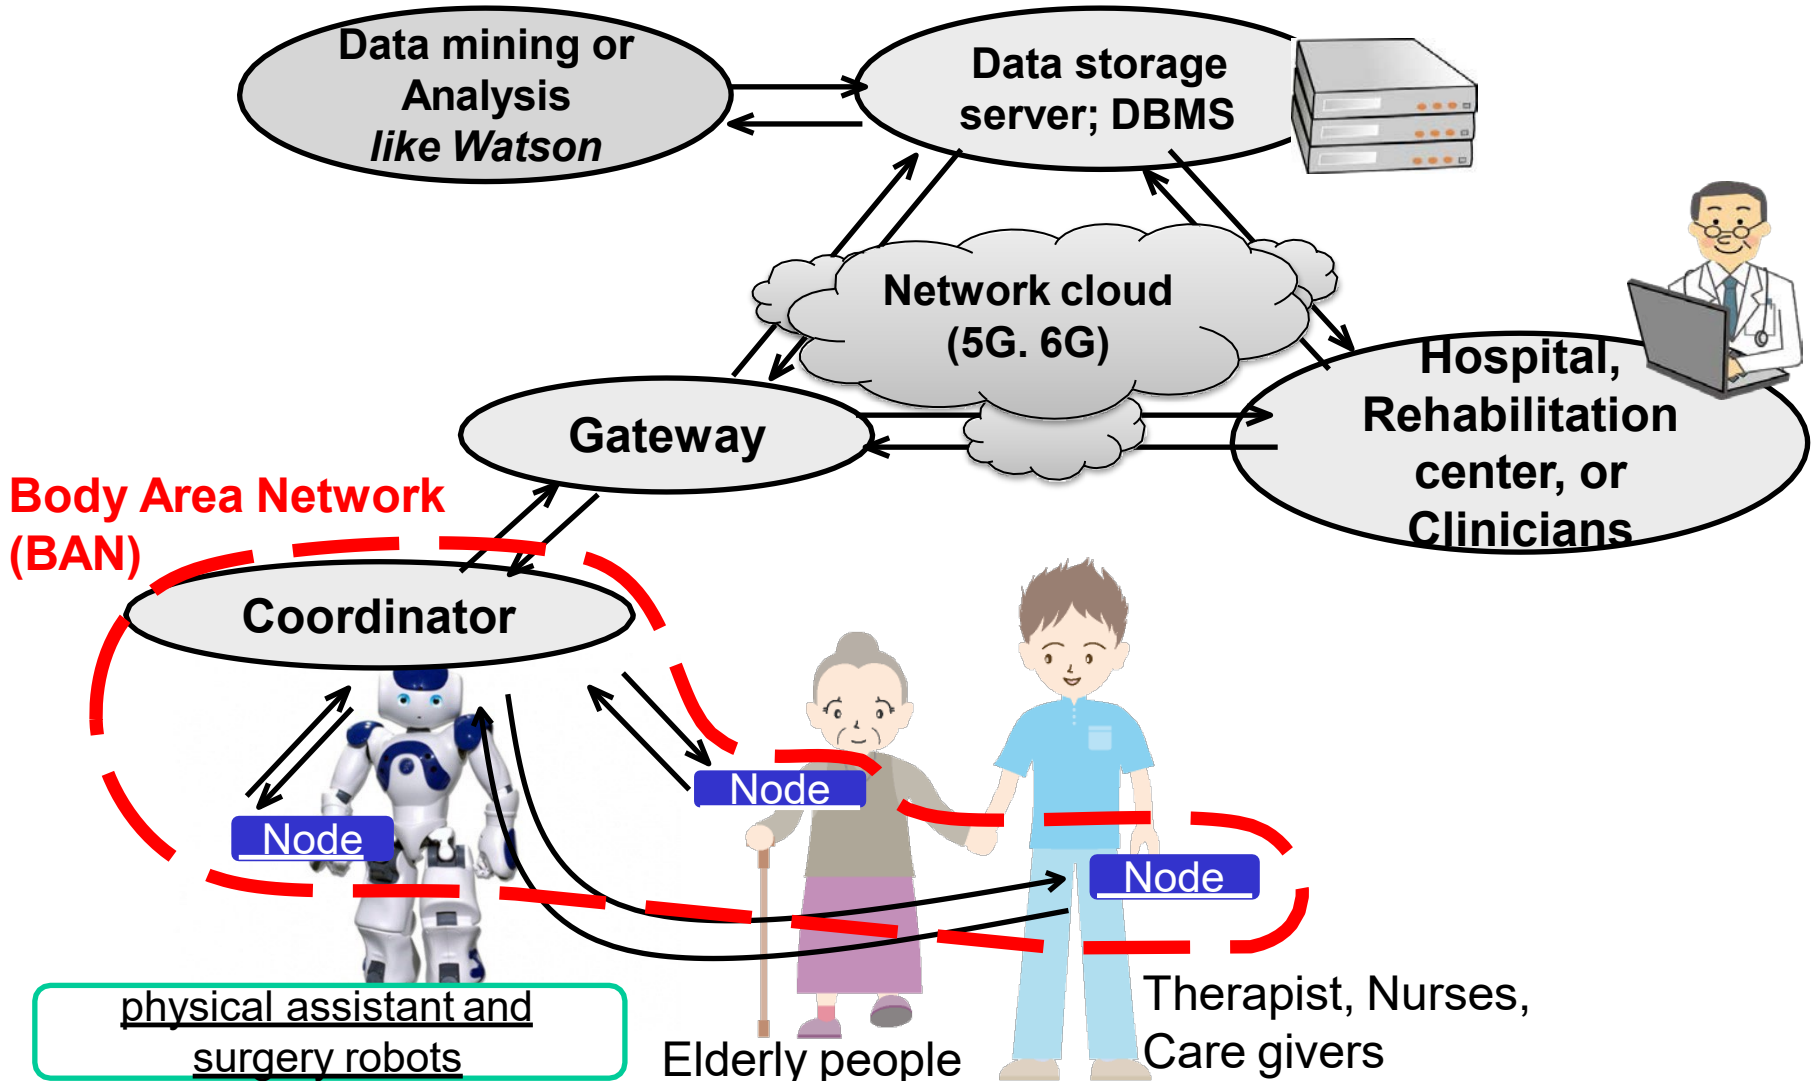 Data mining or
Analysis
like Watson
Data storage
server; DBMS
Network cloud
(5G. 6G)
Hospital,
Rehabilitation
center, or
Clinicians
Gateway
Body Area Network
(BAN)
Coordinator
Node
Node
Node
physical assistant and
surgery robots
Elderly people
Therapist, Nurses,
Care givers